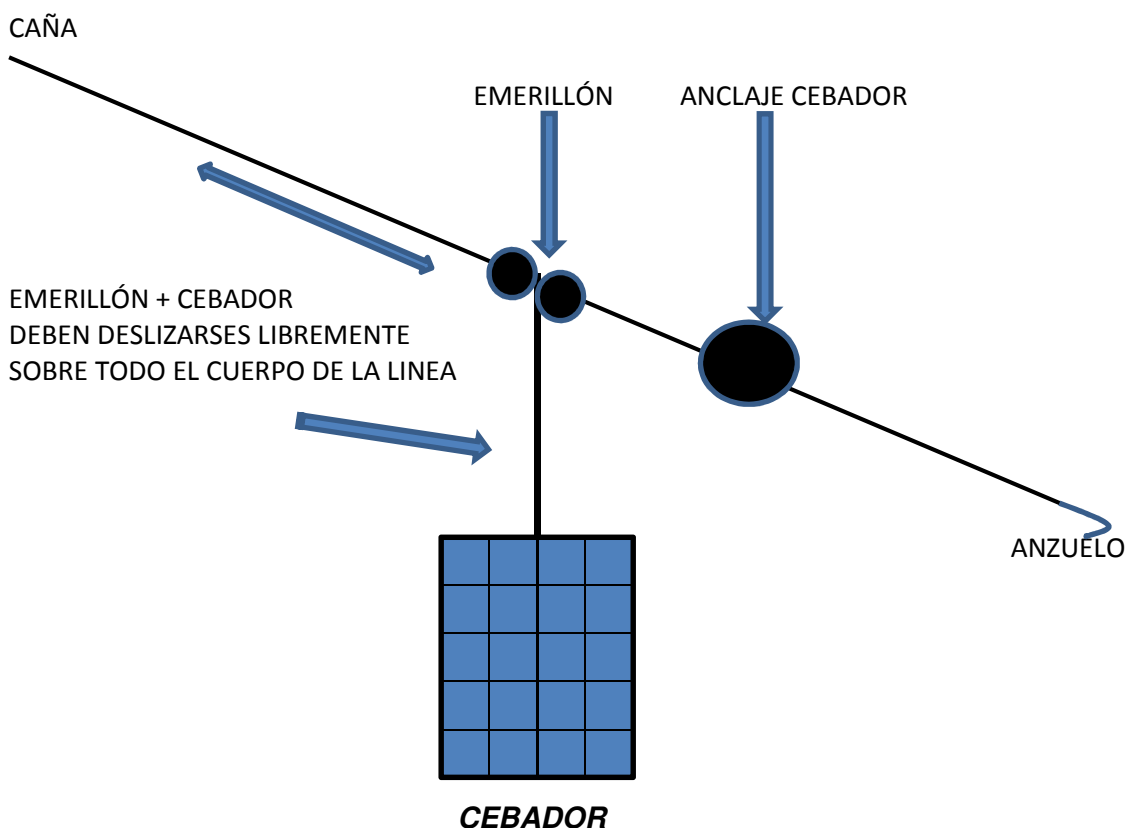 CAÑA
EMERILLÓN
ANCLAJE CEBADOR
EMERILLÓN + CEBADOR
DEBEN DESLIZARSES LIBREMENTE
SOBRE TODO EL CUERPO DE LA LINEA
ANZUELO
CEBADOR